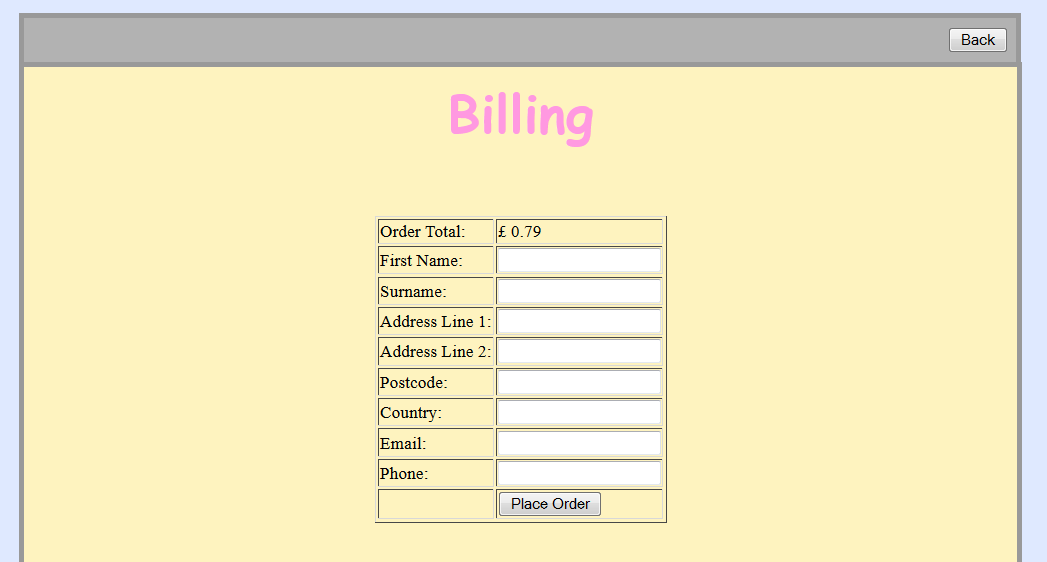 Back
Billing
Order Total: £ 0.79
First Name:
Surname:
Address Line 1:
Address Line 2:
Postcode:
Country:
Email:
Phone:
Place Order